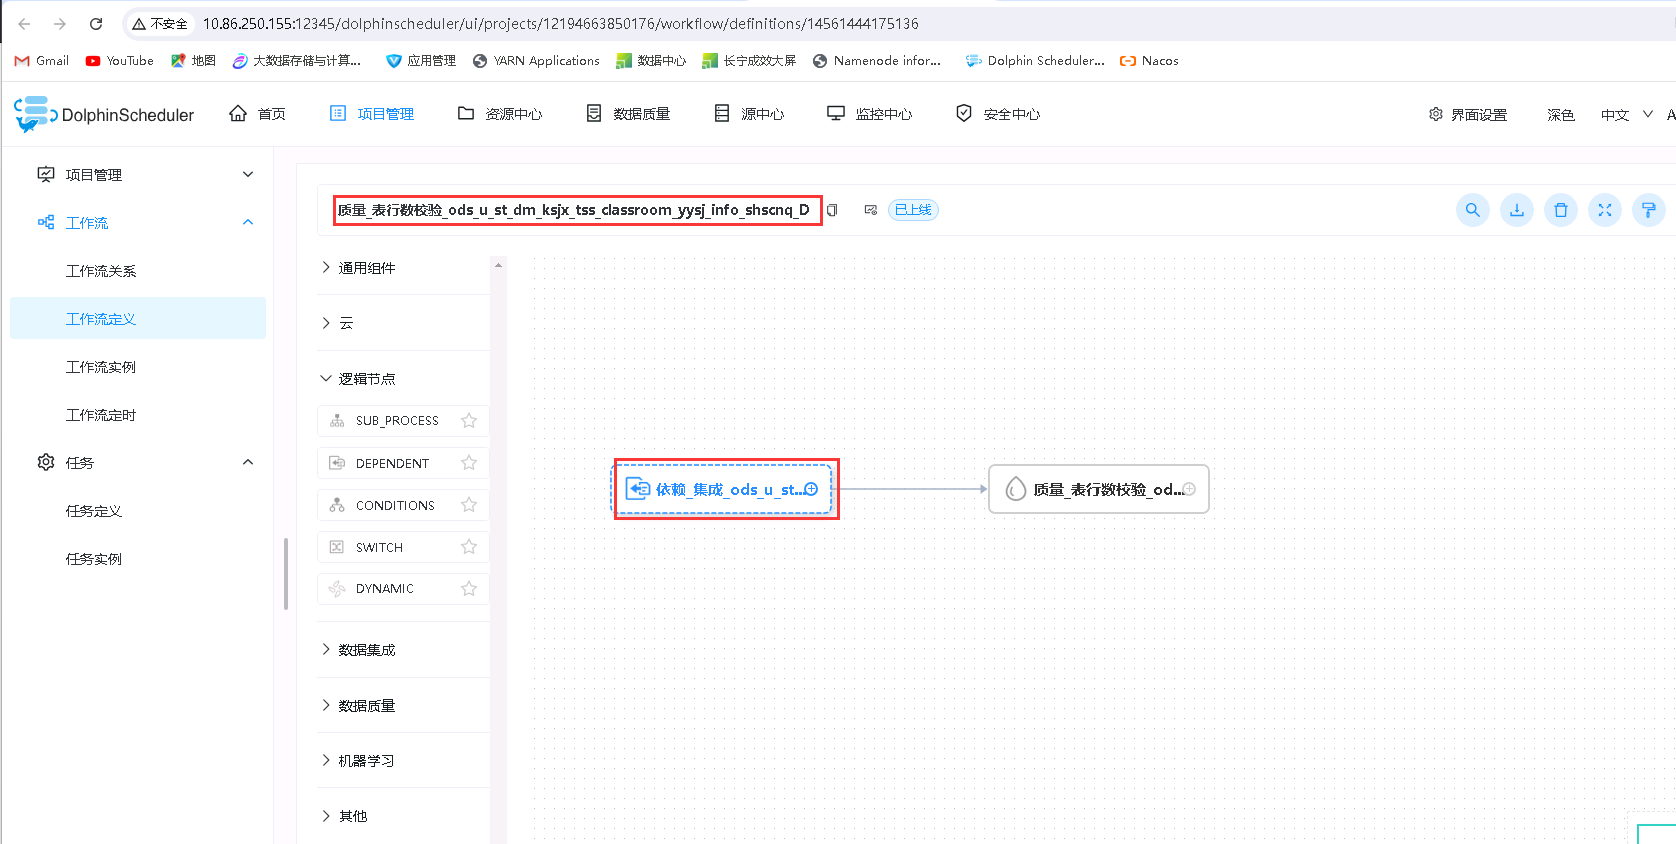 不安全 10.86.250.155:12345/dolphinscheduler/ui/projects/12194663850176/workflow/definitions/14561444175136
Gmail YouTube 地图 大数据存储与计算... 应用管理 YARN Applications 数据中心 长宁成效大屏 Namenode infor... Dolphin Scheduler... Nacos
DolphinScheduler 首页 项目管理 资源中心 数据质量 源中心 监控中心 安全中心 界面设置 深色 中文 A
项目管理
工作流
工作流关系
工作流定义
工作流实例
工作流定时
任务
任务定义
任务实例
质量_表行数校验_ods_u_st_dm_ksjx_tss_classroom_yysj_info_shscnq_D 已上线
通用组件
云
逻辑节点
SUB_PROCESS
DEPENDENT
CONDITIONS
SWITCH
DYNAMIC
数据集成
数据质量
机器学习
其他
依赖_集成_ods_u_st... 质量_表行数校验_od...